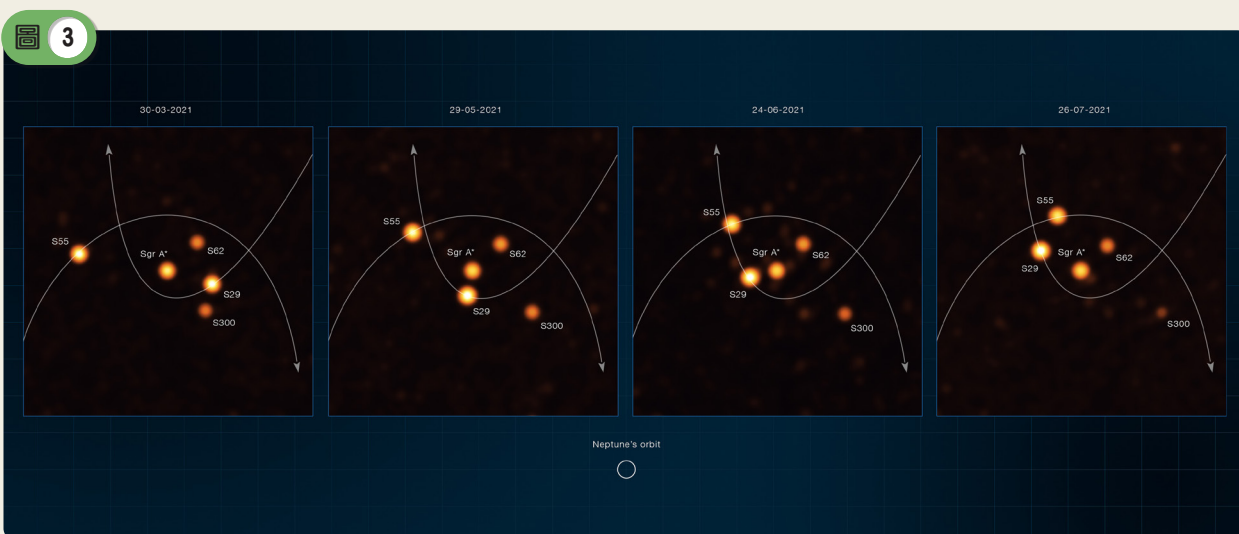 圖 3
30-03-2021
29-05-2021
24-06-2021
26-07-2021
S55
Sgr A*
S62
S29
S300
S55
Sgr A*
S62
S29
S300
S55
Sgr A*
S62
S29
S300
S55
Sgr A*
S62
S29
S300
Neptune's orbit